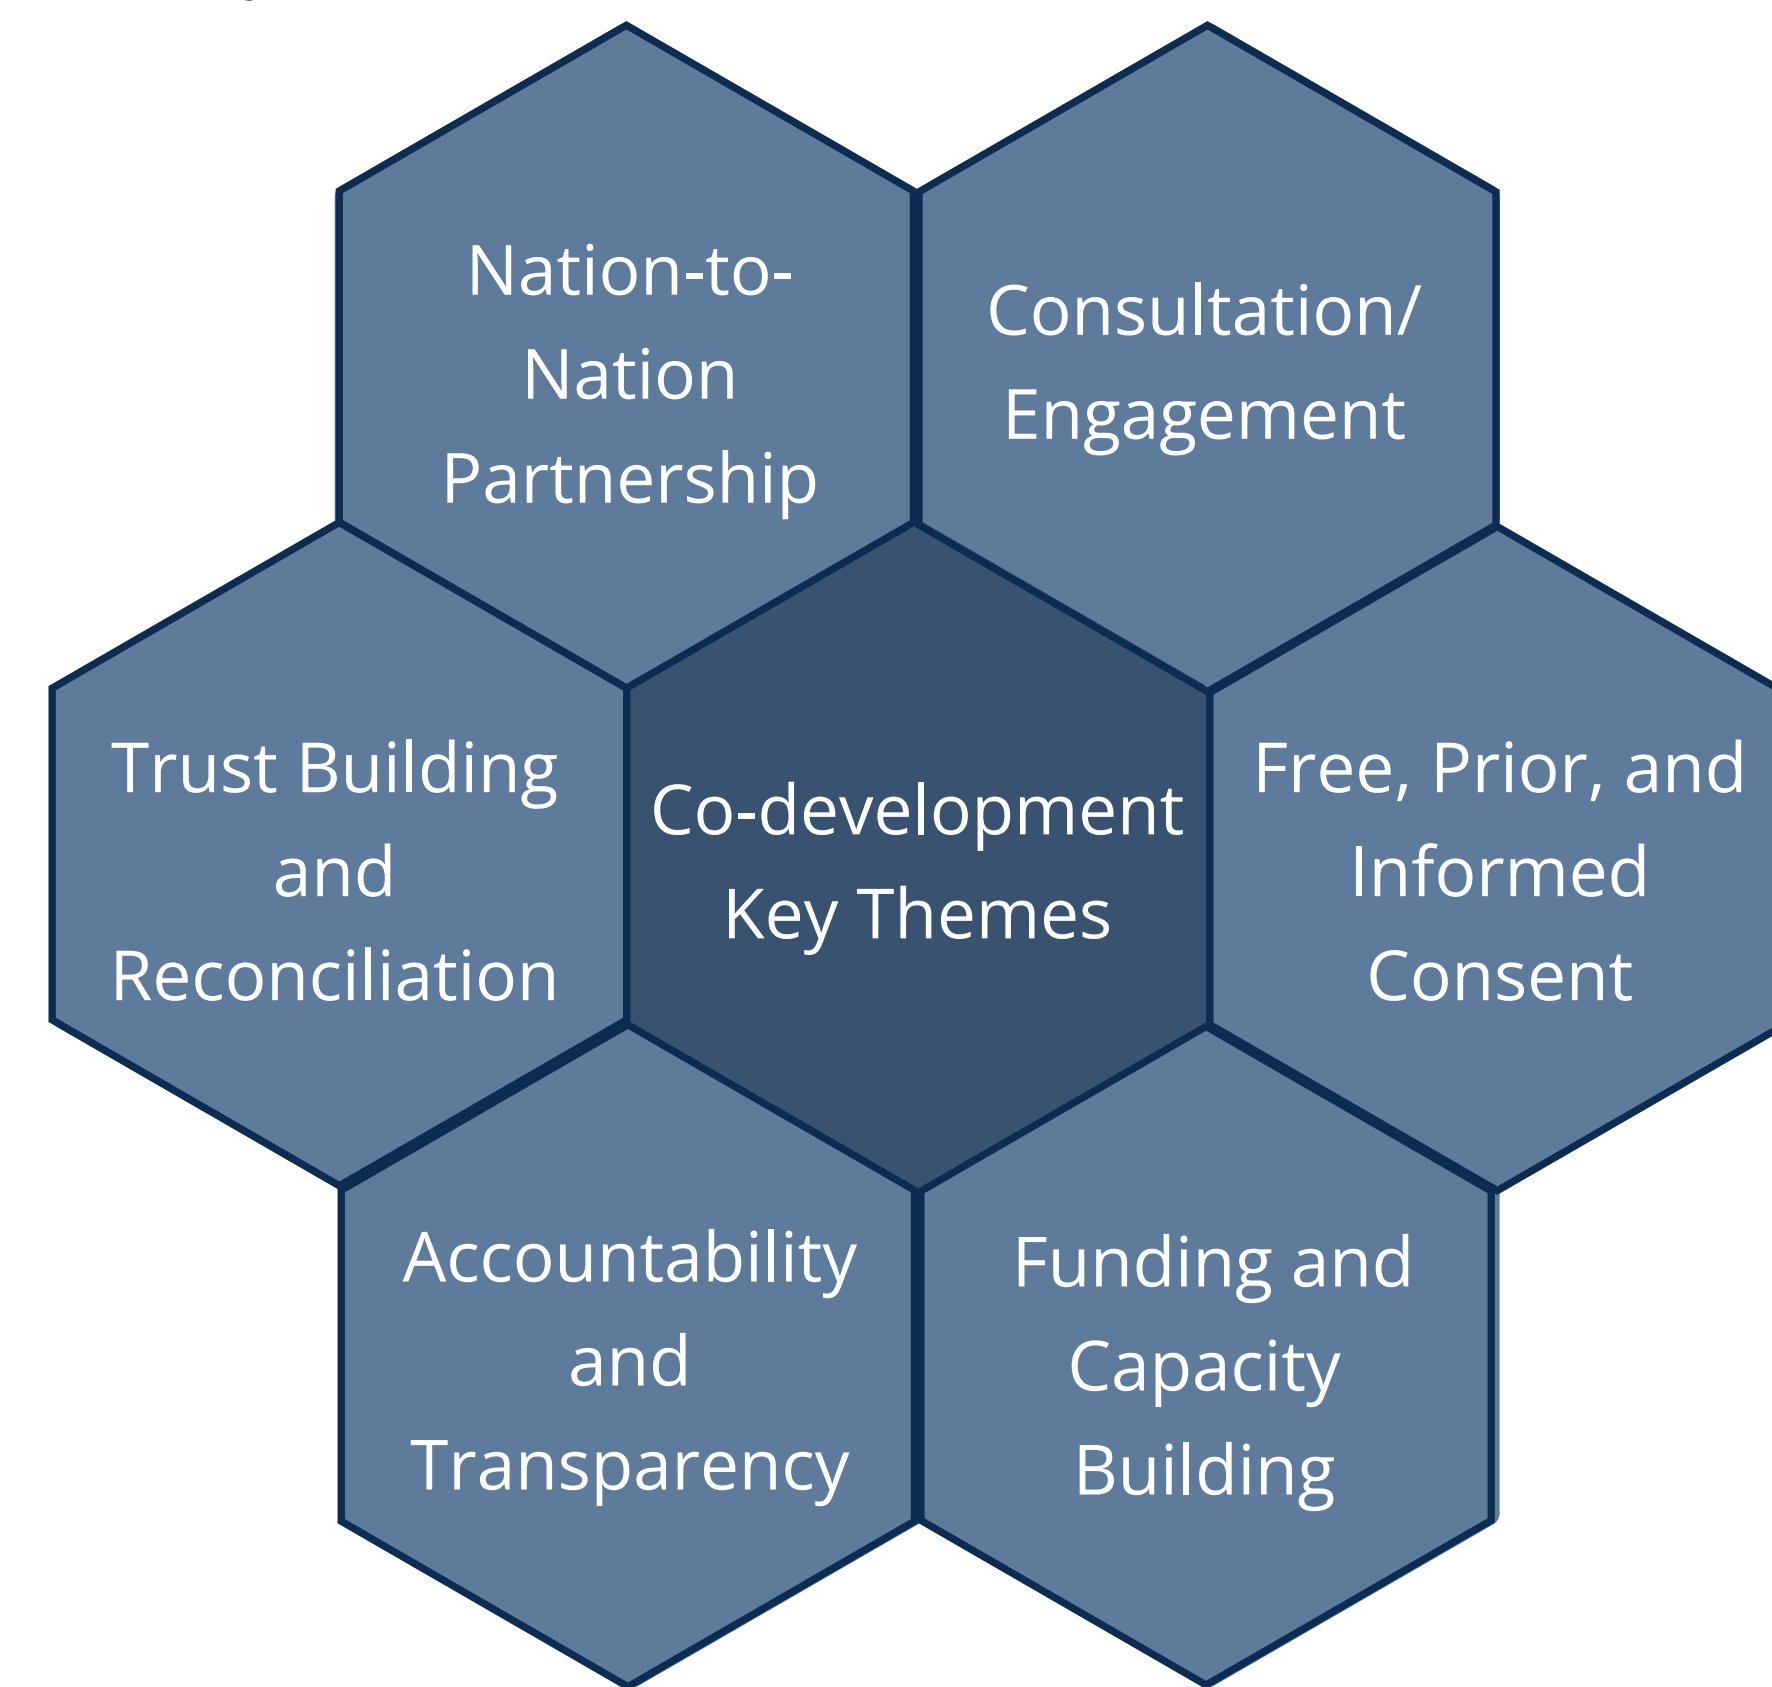 Nation-to-
Nation
Partnership
Consultation/
Engagement
Trust Building
and
Reconciliation
Co-development
Key Themes
Free, Prior, and
Informed
Consent
Accountability
and
Transparency
Funding and
Capacity
Building